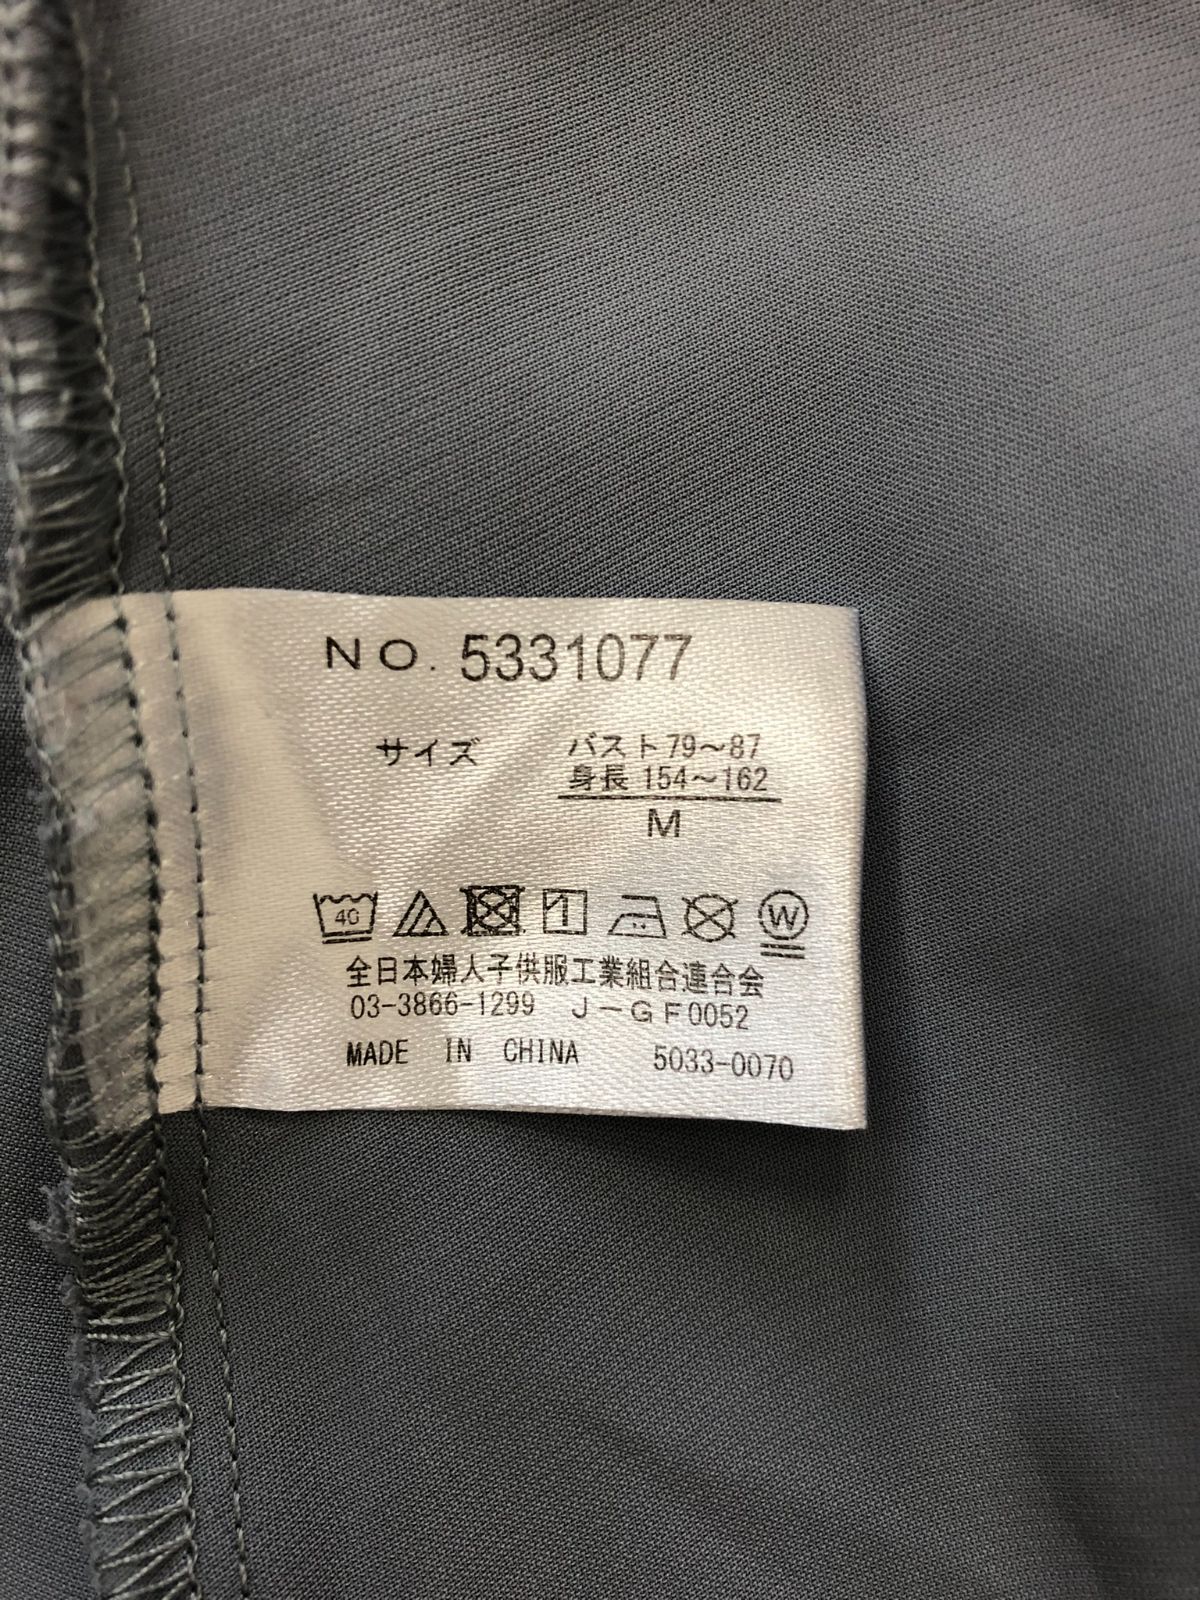 NO. 5331077
サイズ バスト79～87
身長 154～162
M
40 1 W
全日本婦人子供服工業組合連合会
03-3866-1299 J－GF0052
MADE IN CHINA 5033-0070